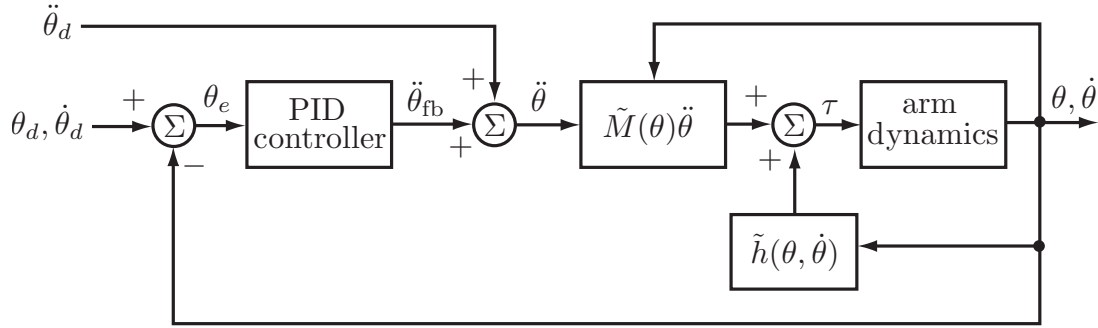 θ̈_d
θ_d, θ̇_d
+
Σ
−
θ_e
PID
controller
θ̈_fb
+
+
Σ
θ̈
M̃(θ)θ̈
+
+
Σ
τ
arm
dynamics
θ, θ̇
h̃(θ, θ̇)